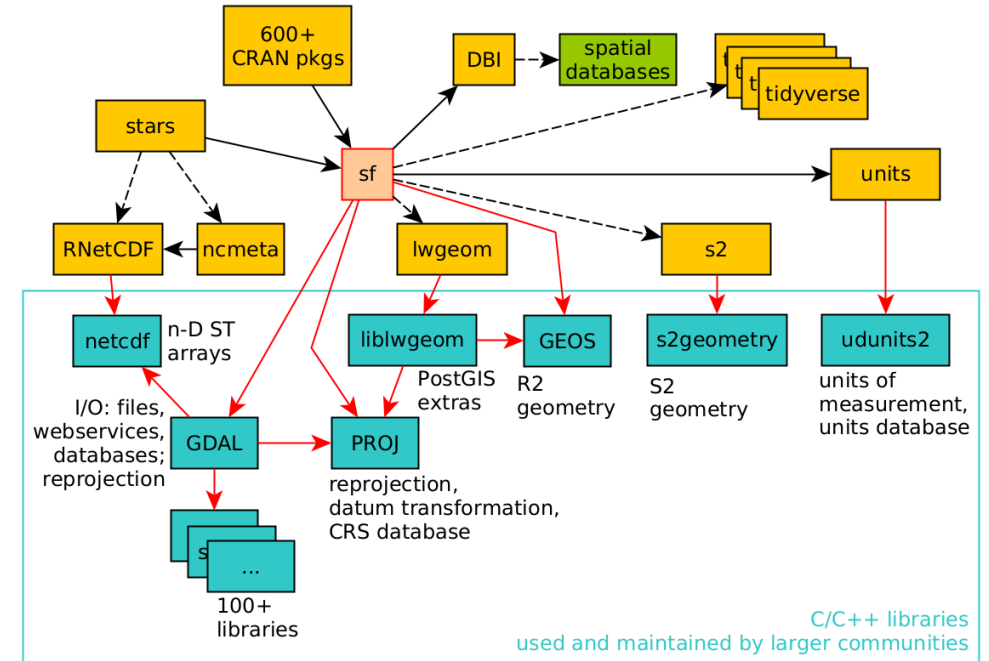 600+
CRAN pkgs
DBI
spatial
databases
t
t
t
tidyverse
stars
sf
units
RNetCDF
ncmeta
lwgeom
s2
netcdf
n-D ST
arrays
liblwgeom
GEOS
s2geometry
udunits2
PostGIS
extras
R2
geometry
S2
geometry
units of
measurement,
units database
I/O: files,
webservices,
databases;
reprojection
GDAL
PROJ
reprojection,
datum transformation,
CRS database
s
...
100+
libraries
C/C++ libraries
used and maintained by larger communities